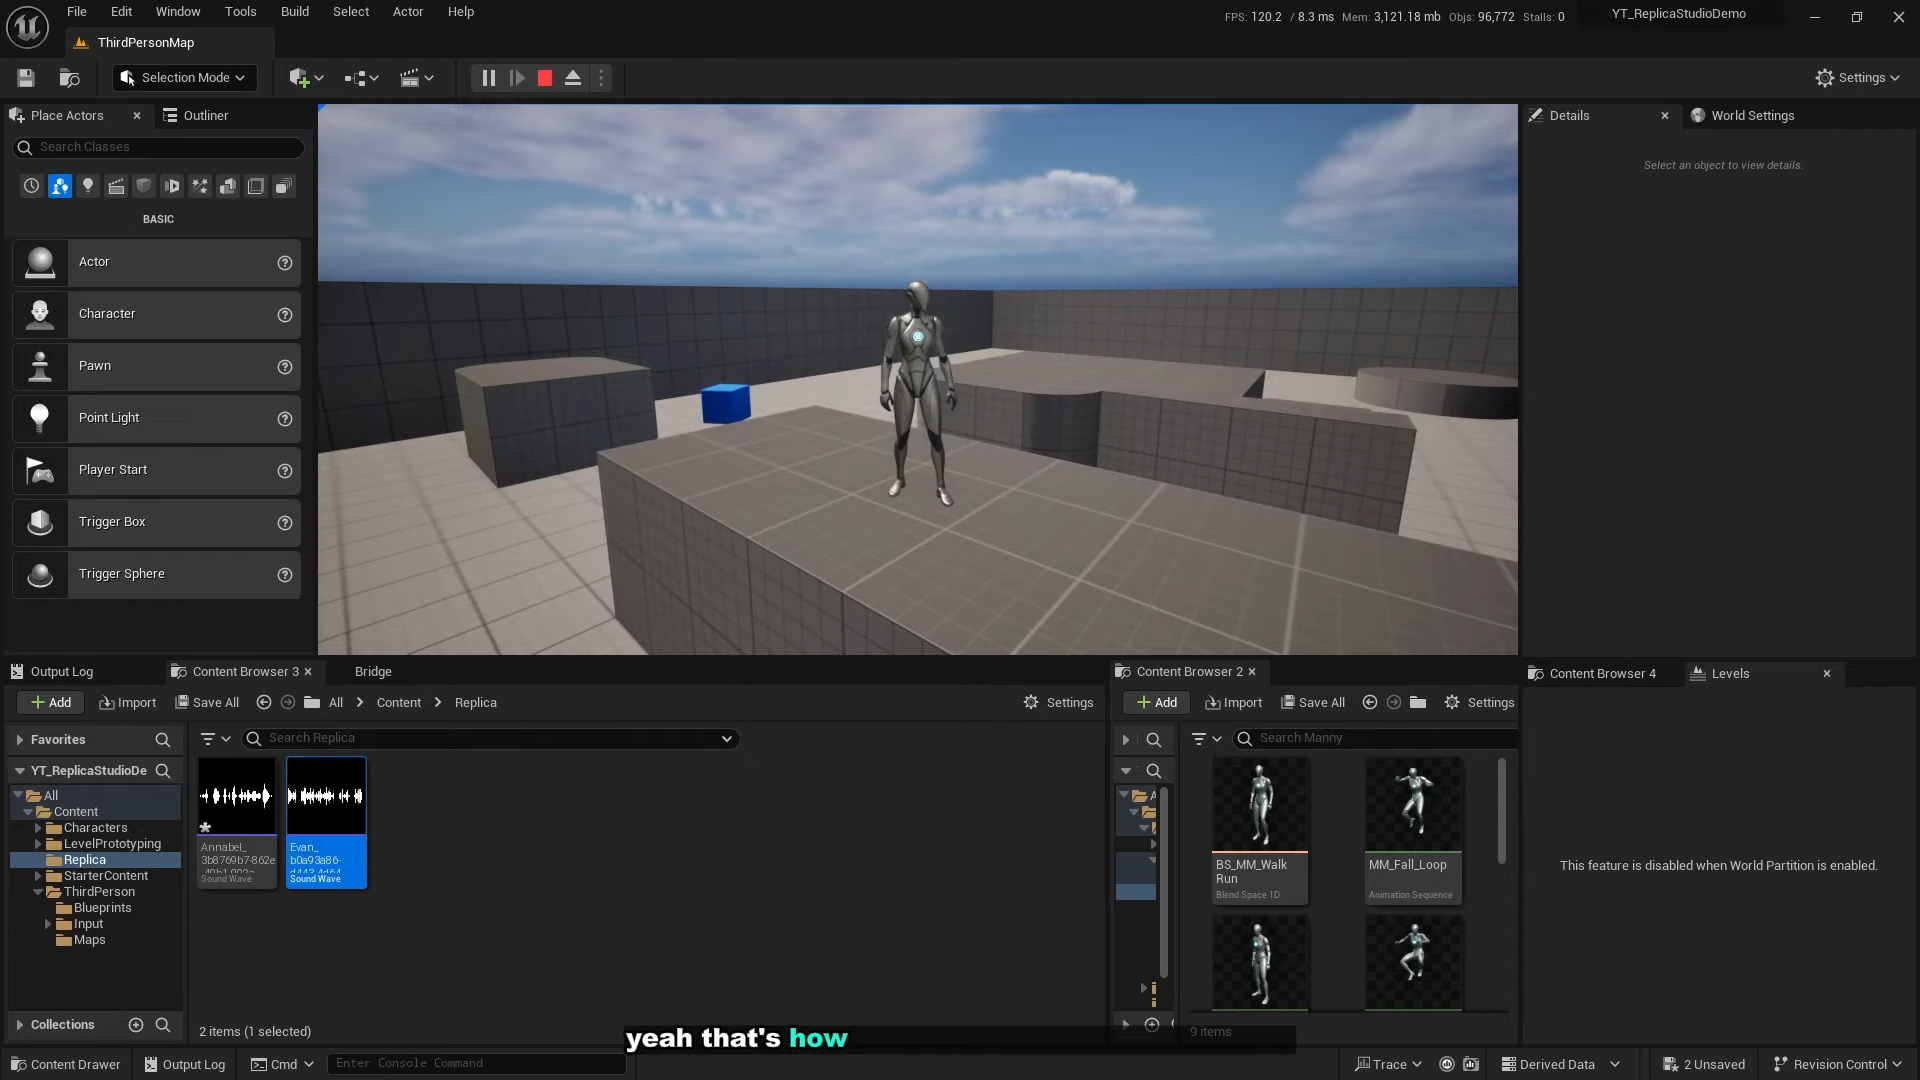 File Edit Window Tools Build Select Actor Help
FPS: 120.2 / 8.3 ms Mem: 3,121.18 mb Objs: 96,772 Stalls: 0
YT_ReplicaStudioDemo
ThirdPersonMap
Selection Mode
Settings
Place Actors
Outliner
Search Classes
BASIC
Actor
Character
Pawn
Point Light
Player Start
Trigger Box
Trigger Sphere
Details
World Settings
Select an object to view details.
Output Log
Content Browser 3
Bridge
Add Import Save All All Content Replica Settings
Favorites
Search Replica
YT_ReplicaStudioDe
All
Content
Characters
LevelPrototyping
Replica
StarterContent
ThirdPerson
Blueprints
Input
Maps
Collections
Annabel_
3b8769b7-862e
Sound Wave
Evan_
b0a93a86-
Sound Wave
2 items (1 selected)
Content Browser 2
Add Import Save All Settings
Search Manny
BS_MM_Walk
Run
Blend Space 1D
MM_Fall_Loop
Animation Sequence
9 items
Content Browser 4
Levels
This feature is disabled when World Partition is enabled.
yeah that's how
Content Drawer Output Log Cmd Enter Console Command
Trace Derived Data 2 Unsaved Revision Control